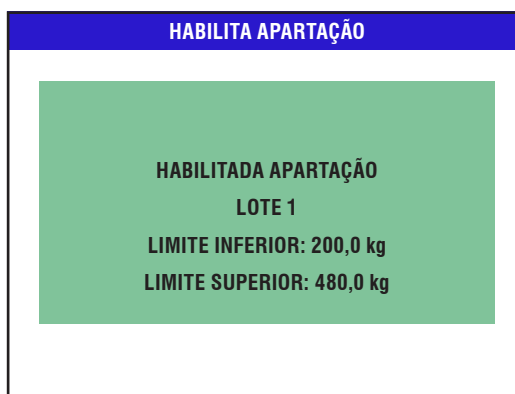 HABILITA APARTAÇÃO
HABILITADA APARTAÇÃO
LOTE 1
LIMITE INFERIOR: 200,0 kg
LIMITE SUPERIOR: 480,0 kg